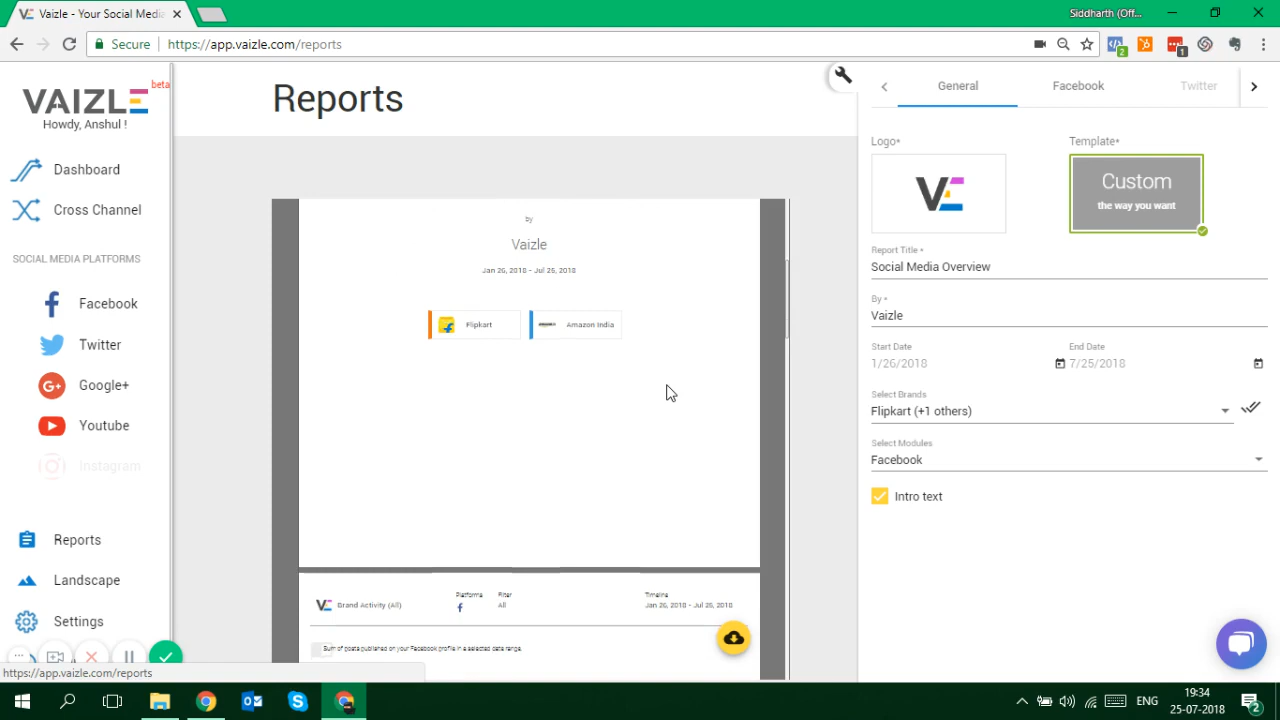 Vaizle - Your Social Media
Siddharth (Off...
Secure
https://app.vaizle.com/reports
2
1
VAIZLE
beta
Howdy, Anshul !
Dashboard
Cross Channel
SOCIAL MEDIA PLATFORMS
Facebook
Twitter
Google+
Youtube
Instagram
Reports
Landscape
Settings
https://app.vaizle.com/reports
Reports
by
Vaizle
Jan 26, 2018 - Jul 25, 2018
Flipkart
Amazon India
Brand Activity (All)
Platforms
Filter
All
Timeline
Jan 26, 2018 - Jul 25, 2018
Sum of posts published on your Facebook profile in a selected date range.
General
Facebook
Twitter
Logo*
Template*
VE
Custom
the way you want
Report Title *
Social Media Overview
By *
Vaizle
Start Date
1/26/2018
End Date
7/25/2018
Select Brands
Flipkart (+1 others)
Select Modules
Facebook
Intro text
ENG
19:34
25-07-2018
2